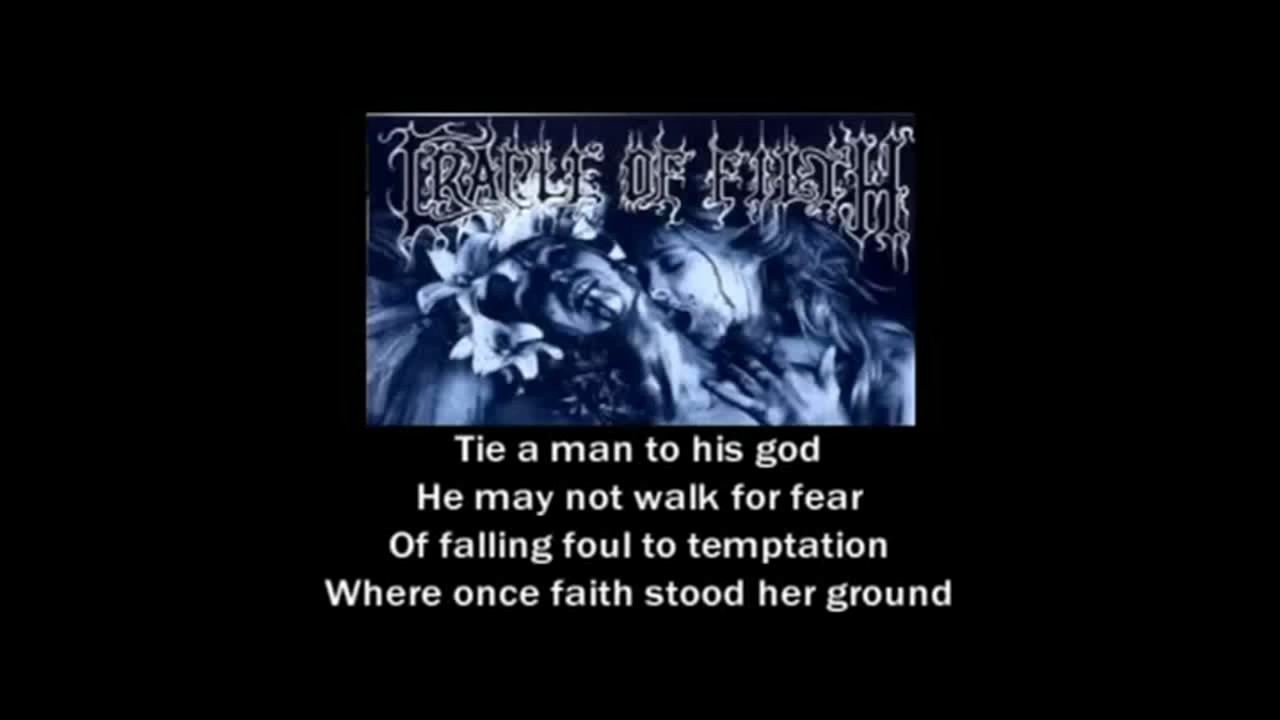 CRADLE OF FILTH
Tie a man to his god
He may not walk for fear
Of falling foul to temptation
Where once faith stood her ground